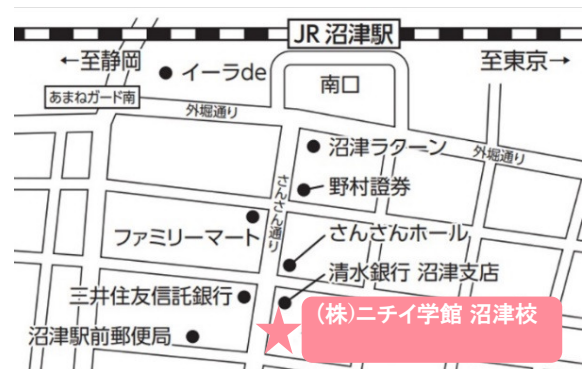 JR 沼津駅
←至静岡
至東京→
イーラde
南口
あまねガード南
外堀通り
沼津ラクーン
外堀通り
野村證券
さんさん通り
ファミリーマート
さんさんホール
清水銀行 沼津支店
三井住友信託銀行
(株)ニチイ学館 沼津校
沼津駅前郵便局